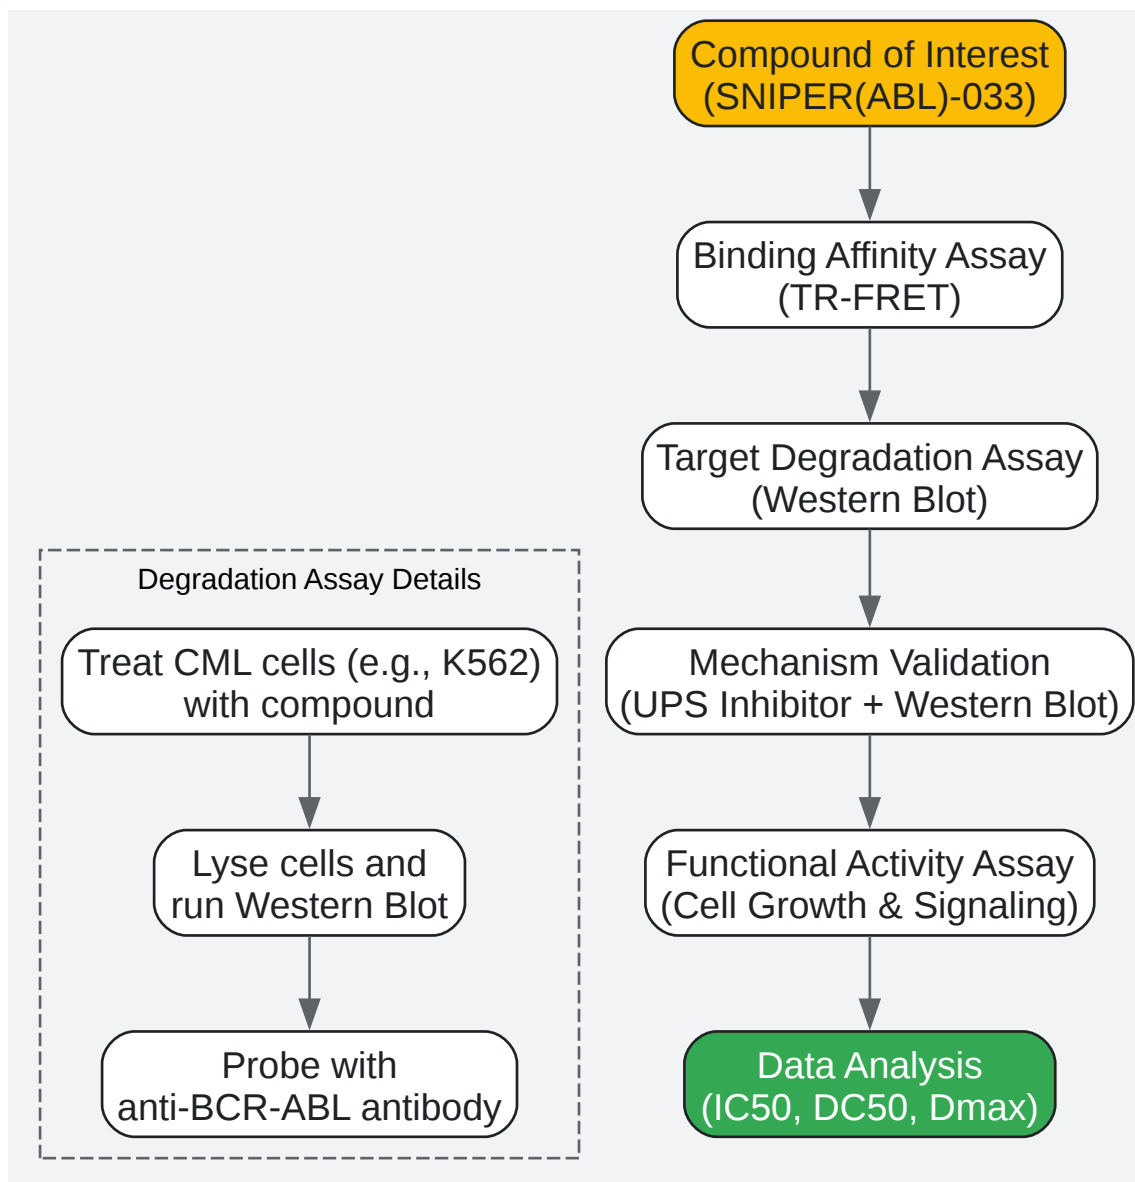 Compound of Interest
(SNIPER(ABL)-033)
Binding Affinity Assay
(TR-FRET)
Target Degradation Assay
(Western Blot)
Mechanism Validation
(UPS Inhibitor + Western Blot)
Functional Activity Assay
(Cell Growth & Signaling)
Data Analysis
(IC50, DC50, Dmax)
Degradation Assay Details
Treat CML cells (e.g., K562)
with compound
Lyse cells and
run Western Blot
Probe with
anti-BCR-ABL antibody